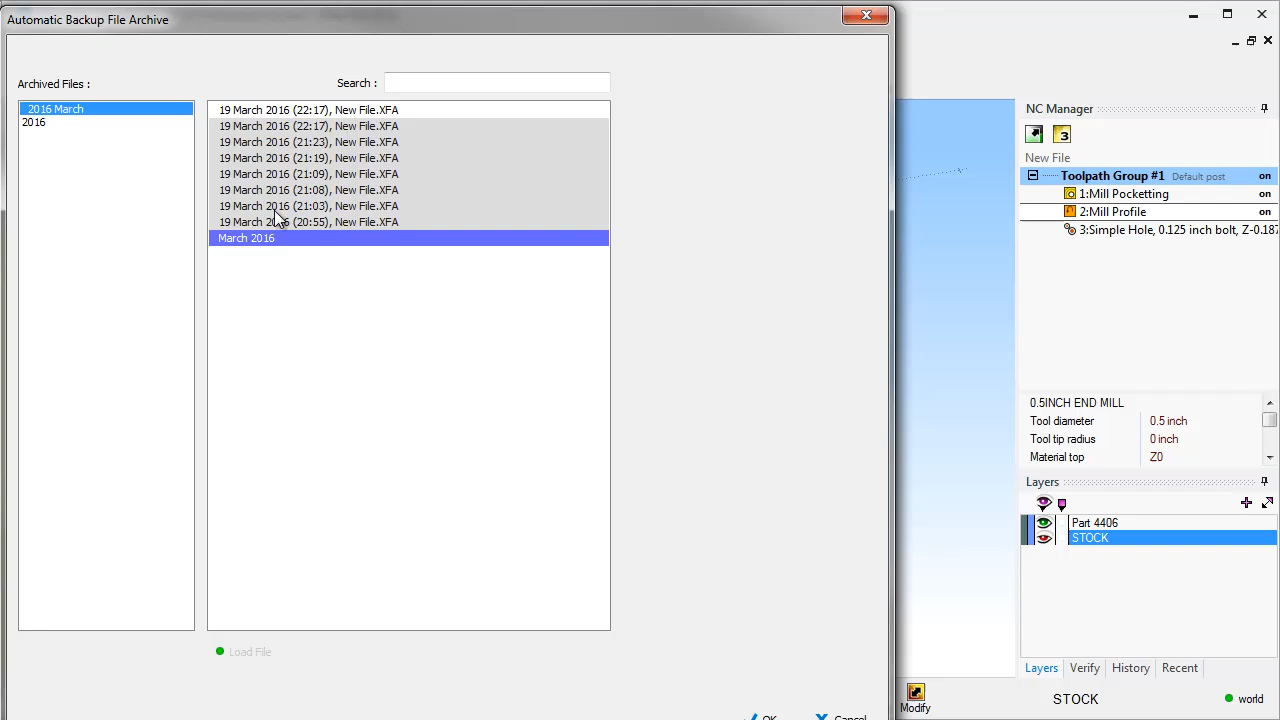 Automatic Backup File Archive
Archived Files :
Search :
2016 March
2016
19 March 2016 (22:17), New File.XFA
19 March 2016 (22:17), New File.XFA
19 March 2016 (21:23), New File.XFA
19 March 2016 (21:19), New File.XFA
19 March 2016 (21:09), New File.XFA
19 March 2016 (21:08), New File.XFA
19 March 2016 (21:03), New File.XFA
19 March 2016 (20:55), New File.XFA
March 2016
Load File
OK
Cancel
NC Manager
3
New File
Toolpath Group #1 Default post on
1:Mill Pocketting on
2:Mill Profile on
3:Simple Hole, 0.125 inch bolt, Z-0.187
0.5INCH END MILL
Tool diameter 0.5 inch
Tool tip radius 0 inch
Material top Z0
Layers
Part 4406
STOCK
Layers Verify History Recent
Modify
STOCK
world